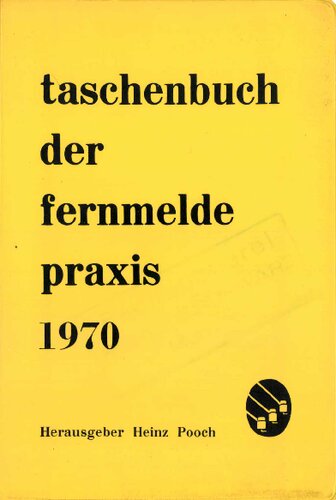 taschenbuch
der
fernmelde
praxis
1970
Herausgeber Heinz Pooch